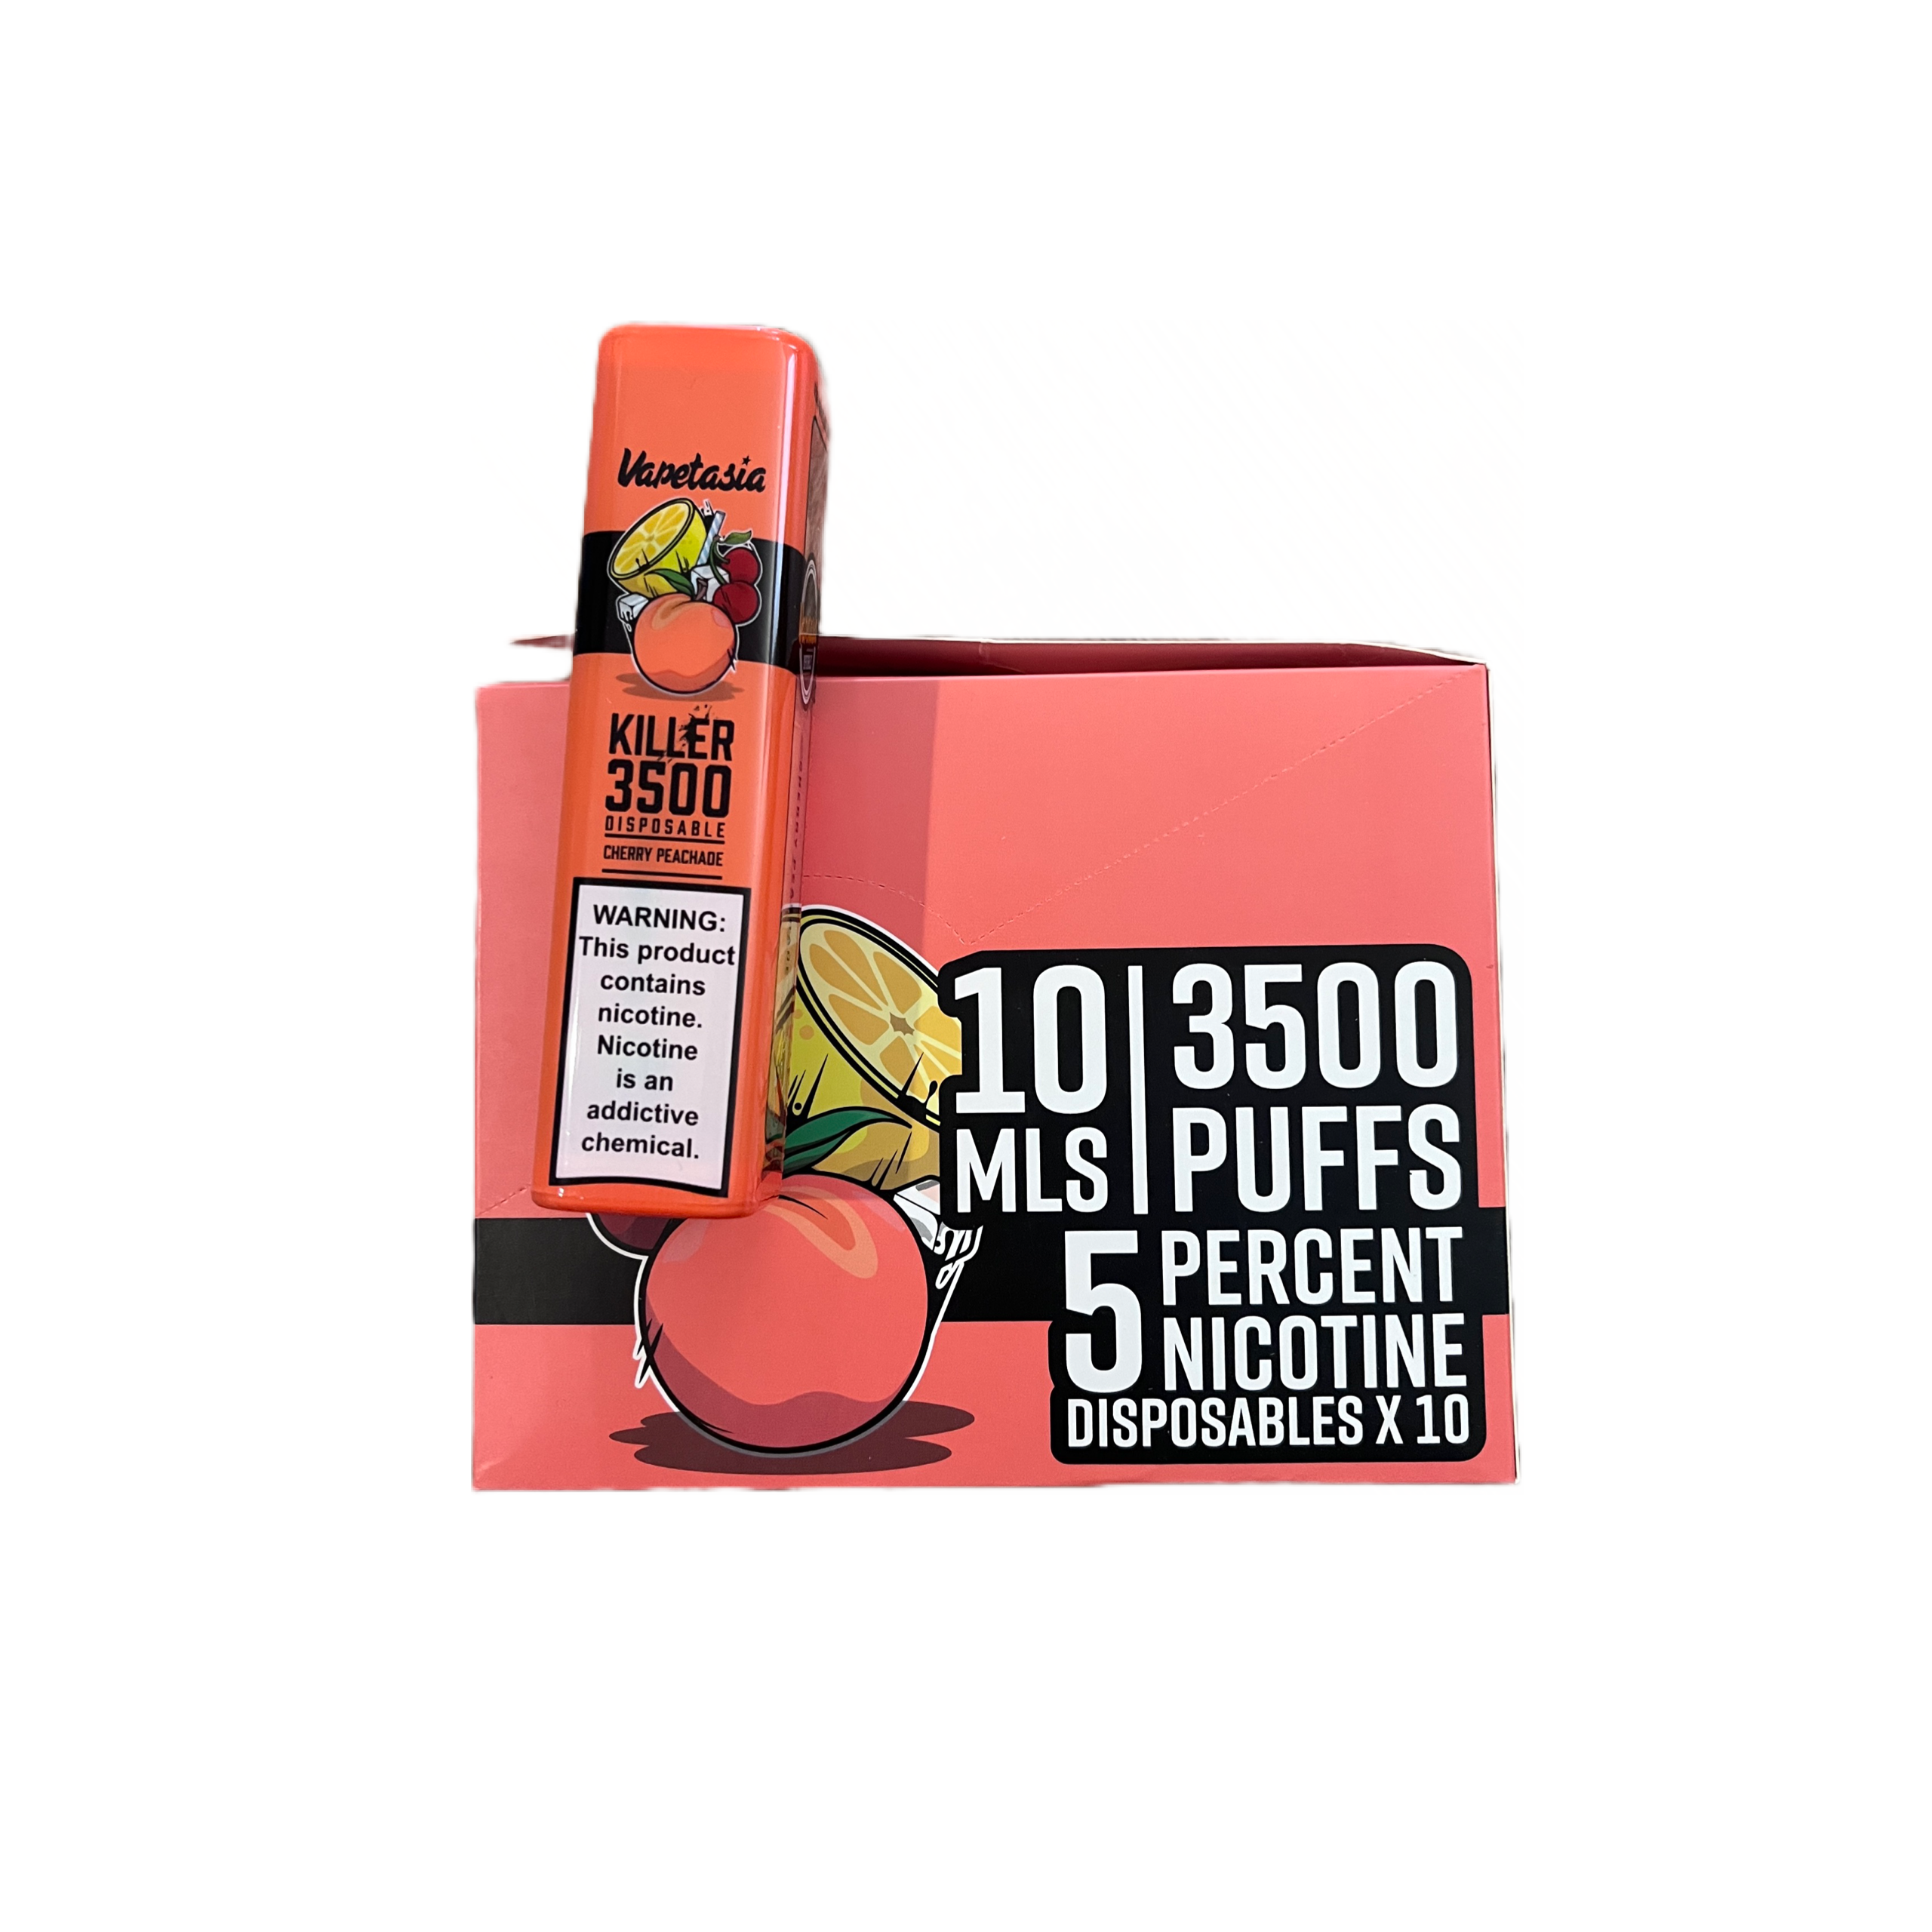 Vapetasia
KILLER
3500
DISPOSABLE
CHERRY PEACHADE
WARNING:
This product
contains
nicotine.
Nicotine
is an
addictive
chemical.
10
MLS
3500
PUFFS
5
PERCENT
NICOTINE
DISPOSABLES X 10